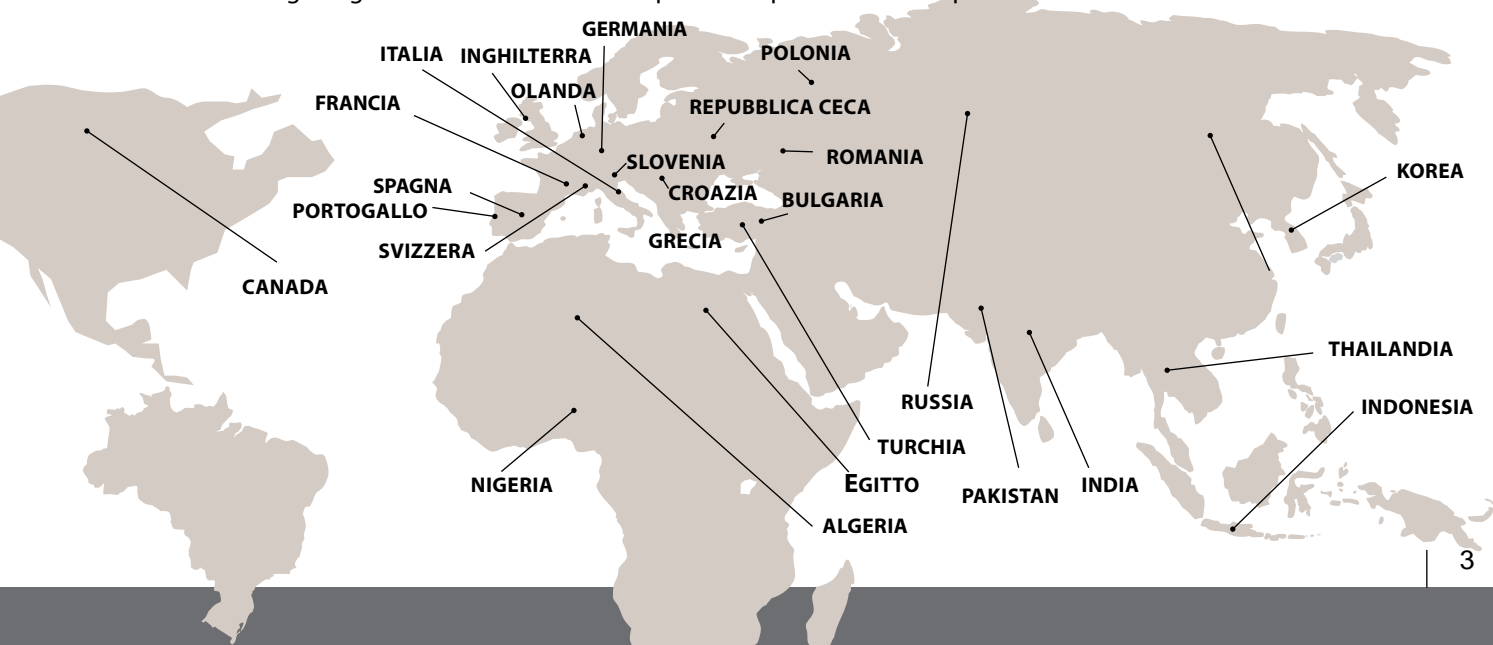 GERMANIA
ITALIA
INGHILTERRA
POLONIA
OLANDA
FRANCIA
REPUBBLICA CECA
SLOVENIA
ROMANIA
KOREA
SPAGNA
CROAZIA
BULGARIA
PORTOGALLO
GRECIA
SVIZZERA
CANADA
THAILANDIA
RUSSIA
INDONESIA
TURCHIA
NIGERIA
EGITTO
PAKISTAN
INDIA
ALGERIA
3